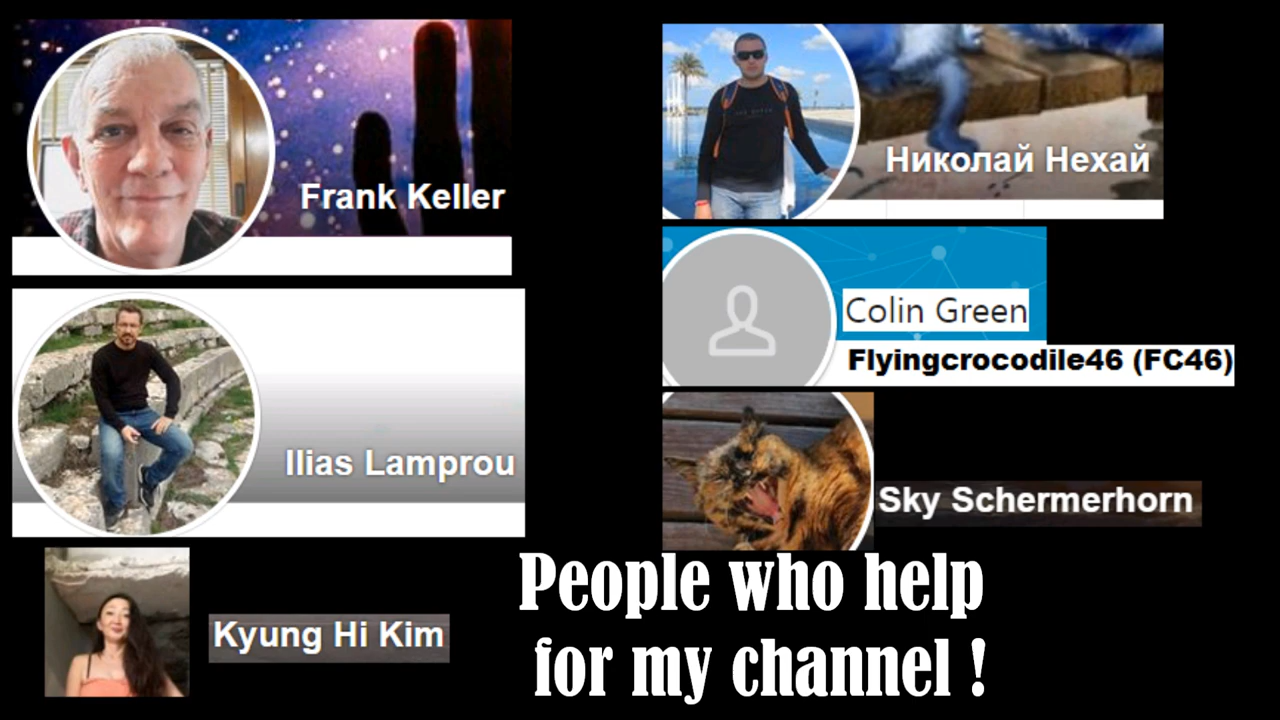 Frank Keller
Николай Нехай
Colin Green
Flyingcrocodile46 (FC46)
Ilias Lamprou
Sky Schermerhorn
Kyung Hi Kim
People who help
for my channel !